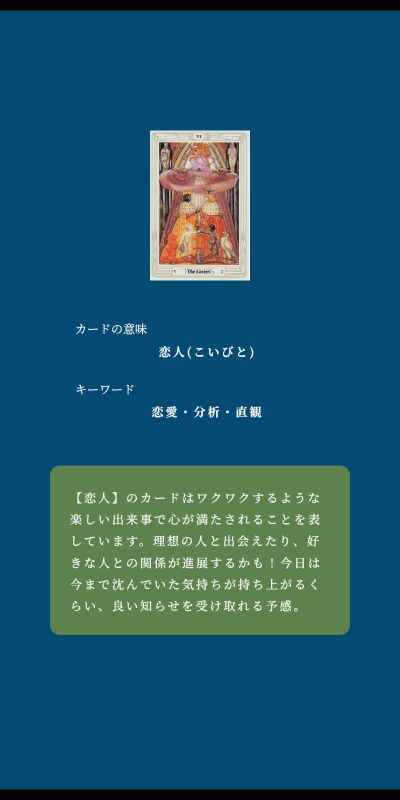 VI
The Lovers
カードの意味
恋人(こいびと)
キーワード
恋愛・分析・直観
【恋人】のカードはワクワクするような
楽しい出来事で心が満たされることを表
しています。理想の人と出会えたり、好
きな人との関係が進展するかも！今日は
今まで沈んでいた気持ちが持ち上がるく
らい、良い知らせを受け取れる予感。